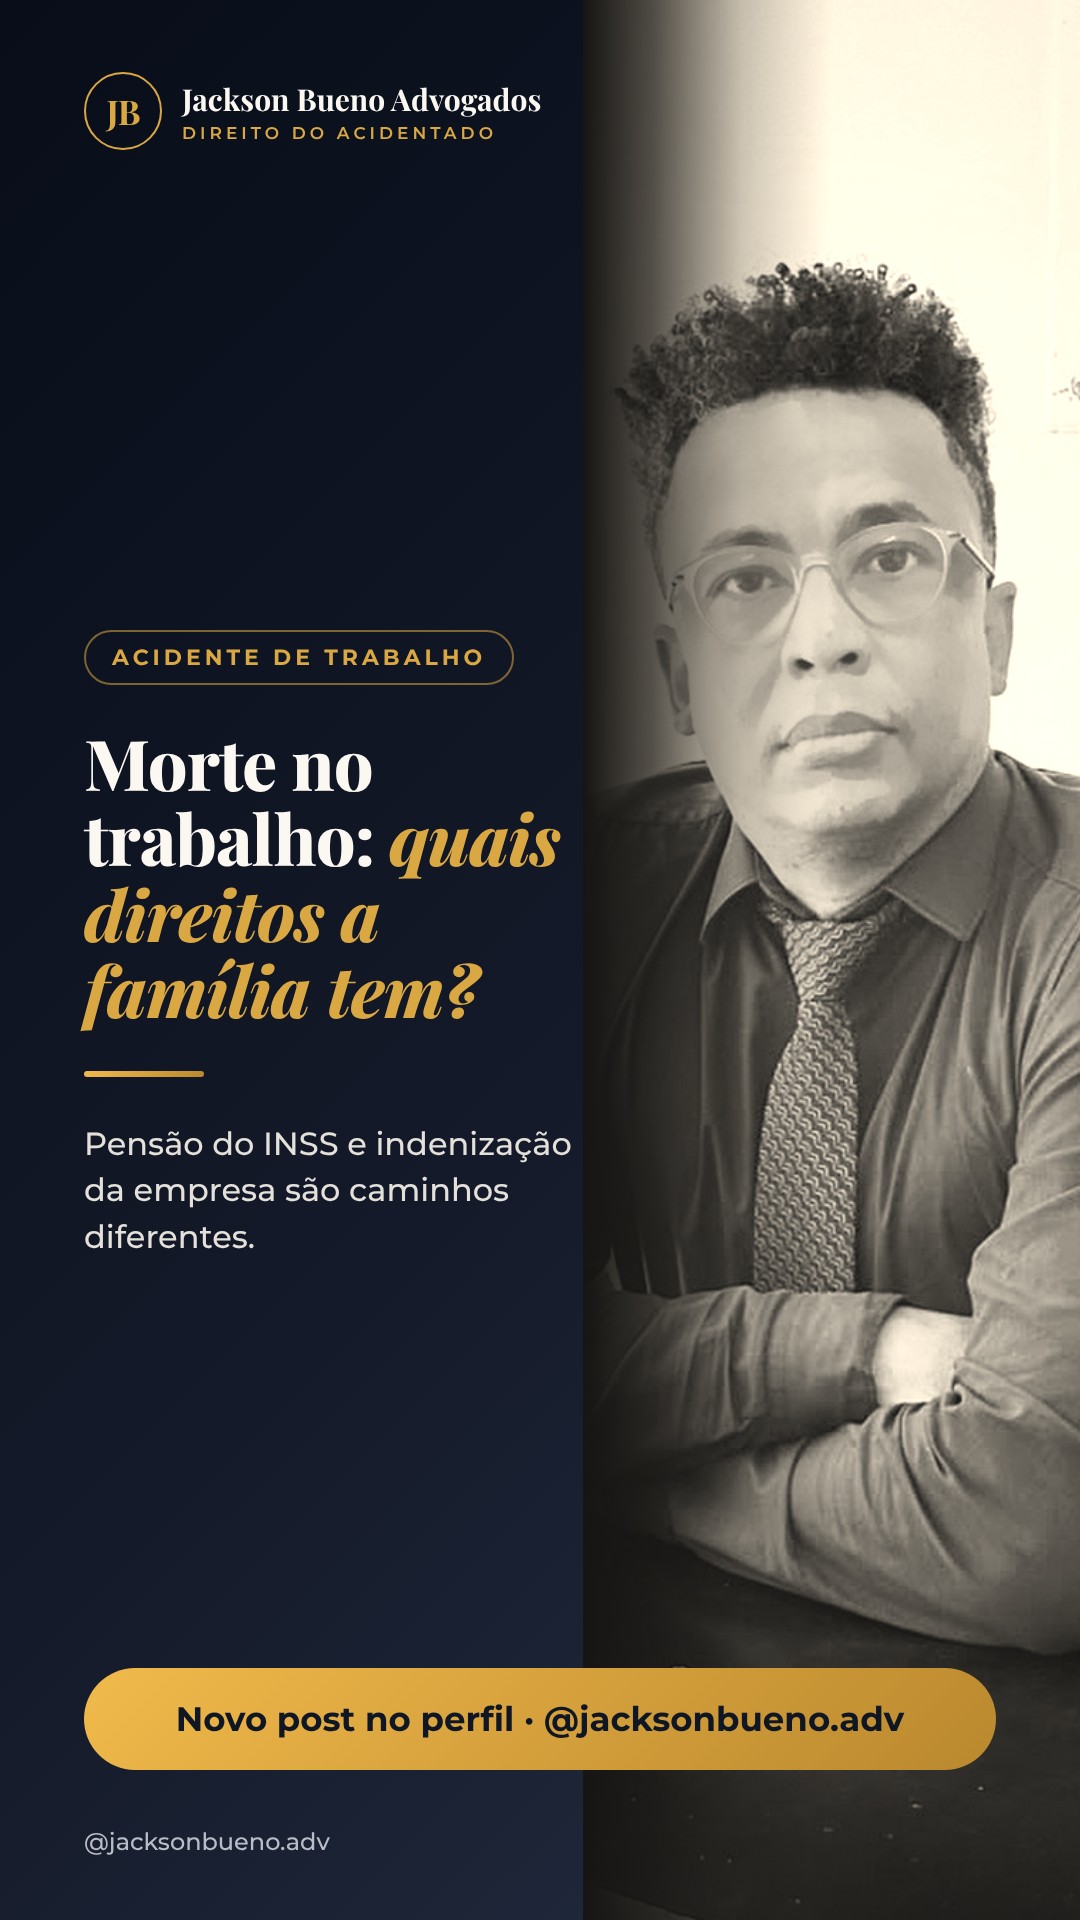 JB
Jackson Bueno Advogados
DIREITO DO ACIDENTADO
ACIDENTE DE TRABALHO
Morte no
trabalho: quais
direitos a
família tem?
Pensão do INSS e indenização
da empresa são caminhos
diferentes.
Novo post no perfil · @jacksonbueno.adv
@jacksonbueno.adv